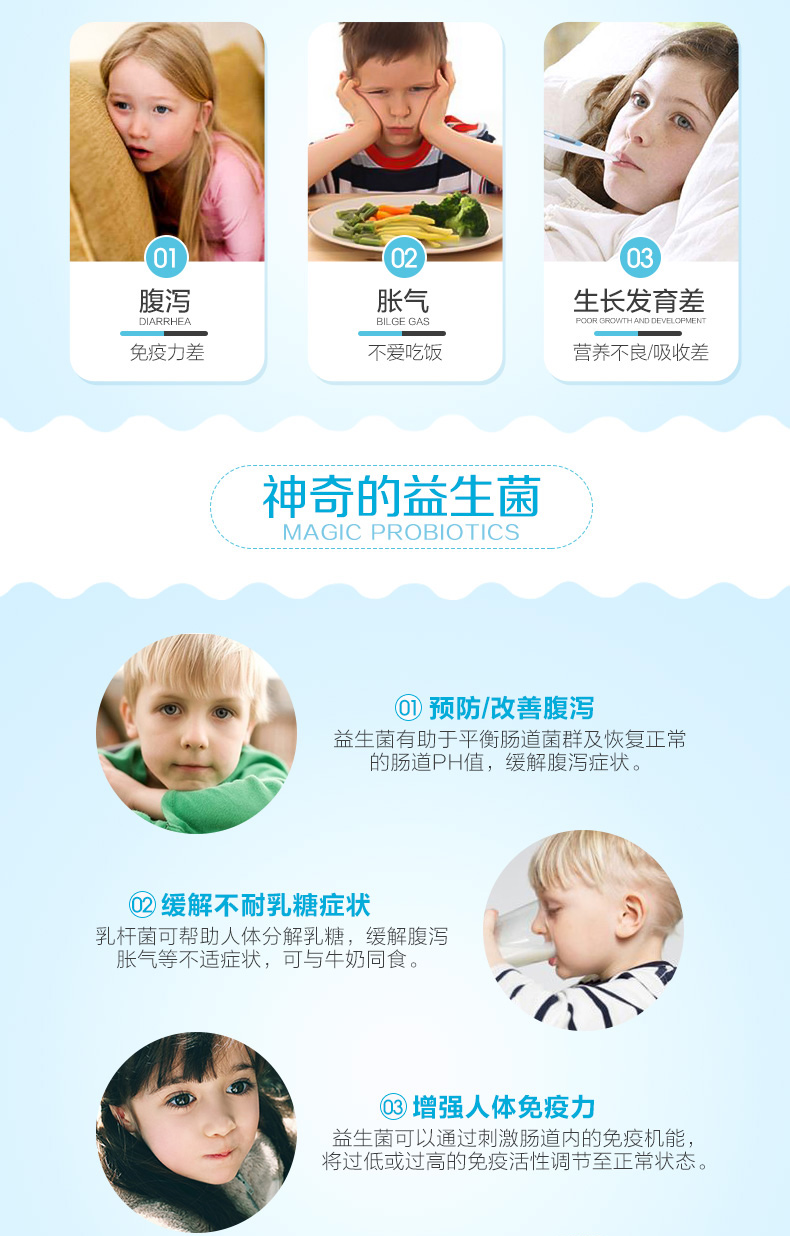 01
腹泻
DIARRHEA
免疫力差
02
胀气
BILGE GAS
不爱吃饭
03
生长发育差
POOR GROWTH AND DEVELOPMENT
营养不良/吸收差
神奇的益生菌
MAGIC PROBIOTICS
01 预防/改善腹泻
益生菌有助于平衡肠道菌群及恢复正常
的肠道PH值，缓解腹泻症状。
02 缓解不耐乳糖症状
乳杆菌可帮助人体分解乳糖，缓解腹泻
胀气等不适症状，可与牛奶同食。
03 增强人体免疫力
益生菌可以通过刺激肠道内的免疫机能，
将过低或过高的免疫活性调节至正常状态。